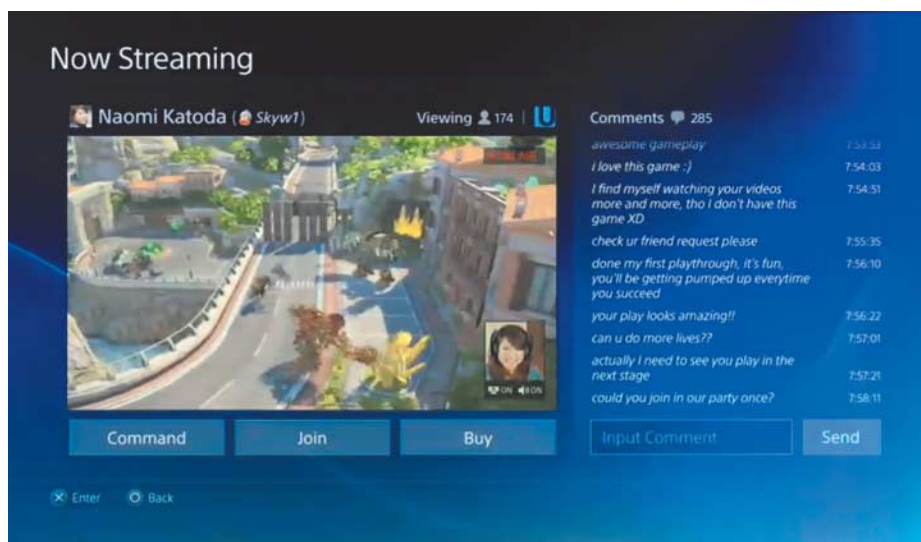 Now Streaming
Naomi Katoda (Skyw1)
Viewing 174 | U
Comments 285
awesome gameplay 7:53:53
i love this game :) 7:54:03
I find myself watching your videos 7:54:51
more and more, tho I don't have this
game XD
check ur friend request please 7:55:35
done my first playthrough, it's fun, 7:56:10
you'll be getting pumped up everytime
you succeed
your play looks amazing!! 7:56:22
can u do more lives?? 7:57:01
actually I need to see you play in the
next stage 7:57:21
could you join in our party once? 7:58:11
ON ON
Command Join Buy
Input Comment Send
Enter Back